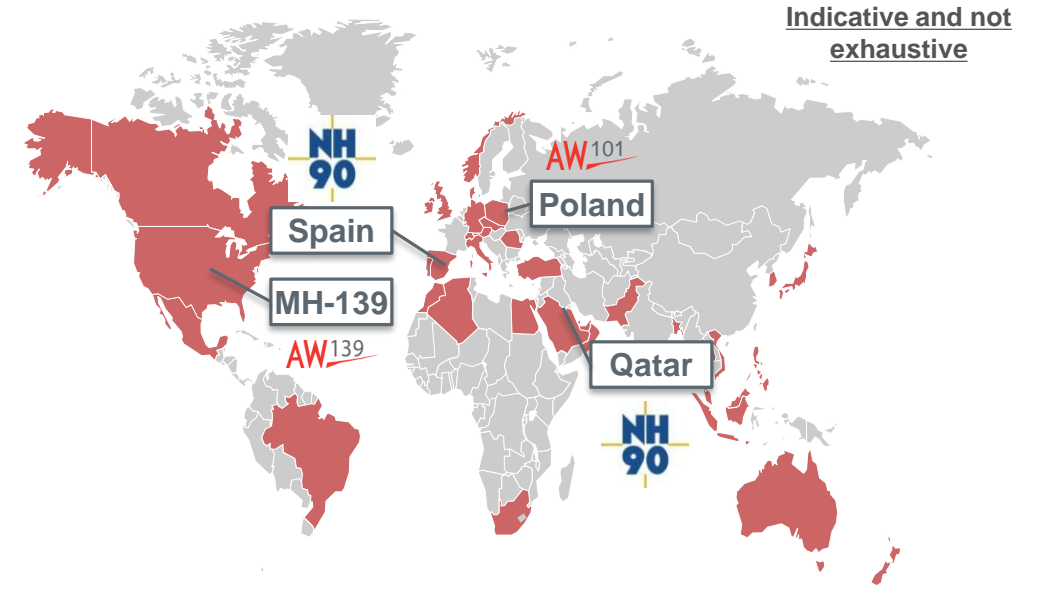 Indicative and not
exhaustive
NH
90
AW101
Poland
Spain
MH-139
AW139
Qatar
NH
90